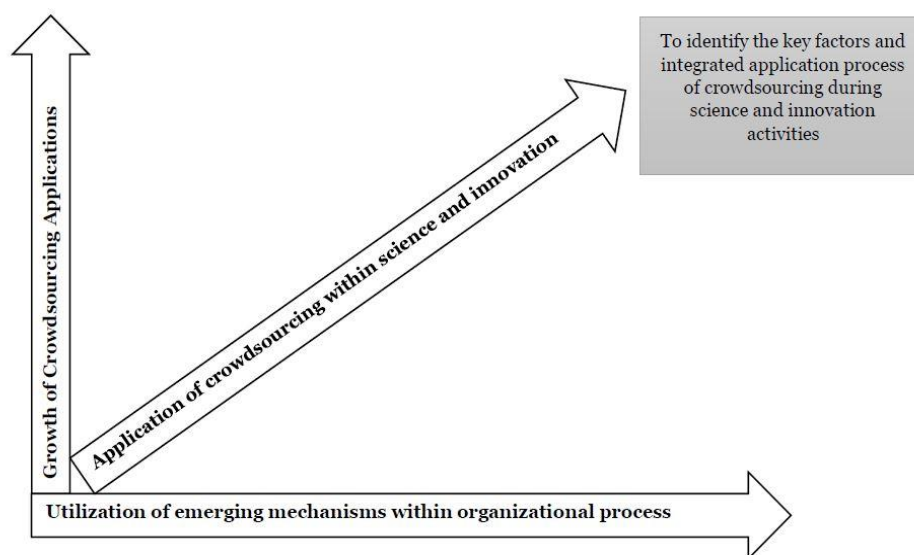 To identify the key factors and
integrated application process
of crowdsourcing during
science and innovation
activities
Growth of Crowdsourcing Applications
Application of crowdsourcing within science and innovation
Utilization of emerging mechanisms within organizational process